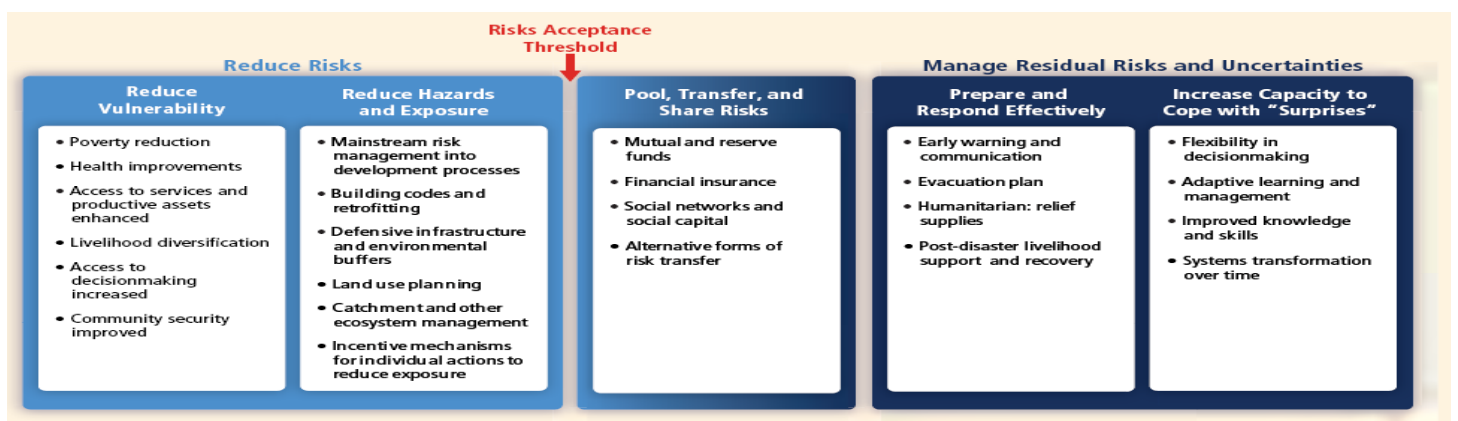 Risks Acceptance
Threshold
Reduce Risks
Manage Residual Risks and Uncertainties
Reduce
Vulnerability
• Poverty reduction
• Health improvements
• Access to services and
productive assets
enhanced
• Livelihood diversification
• Access to
decisionmaking
increased
• Community security
improved
Reduce Hazards
and Exposure
• Mainstream risk
management into
development processes
• Building codes and
retrofitting
• Defensive infrastructure
and environmental
buffers
• Land use planning
• Catchment and other
ecosystem management
• Incentive mechanisms
for individual actions to
reduce exposure
Pool, Transfer, and
Share Risks
• Mutual and reserve
funds
• Financial insurance
• Social networks and
social capital
• Alternative forms of
risk transfer
Prepare and
Respond Effectively
• Early warning and
communication
• Evacuation plan
• Humanitarian: relief
supplies
• Post-disaster livelihood
support and recovery
Increase Capacity to
Cope with “Surprises”
• Flexibility in
decisionmaking
• Adaptive learning and
management
• Improved knowledge
and skills
• Systems transformation
over time